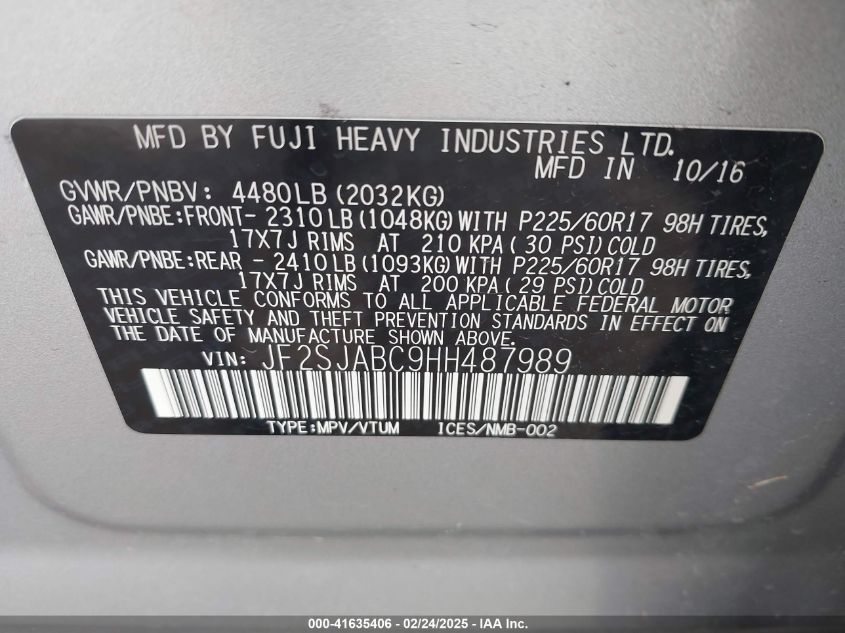 MFD BY FUJI HEAVY INDUSTRIES LTD.
MFD IN 10/16
GVWR/PNBV: 4480LB (2032KG)
GAWR/PNBE:FRONT- 2310LB (1048KG) WITH P225/60R17 98H TIRES,
17X7J RIMS AT 210 KPA ( 30 PSI) COLD
GAWR/PNBE:REAR - 2410LB (1093KG) WITH P225/60R17 98H TIRES,
17X7J RIMS AT 200 KPA ( 29 PSI) COLD
THIS VEHICLE CONFORMS TO ALL APPLICABLE FEDERAL MOTOR
VEHICLE SAFETY AND THEFT PREVENTION STANDARDS IN EFFECT ON
THE DATE OF MANUFACTURE SHOWN ABOVE.
VIN: JF2SJABC9HH487989
TYPE:MPV/VTUM ICES/NMB-002
000-41635406 - 02/24/2025 - IAA Inc.